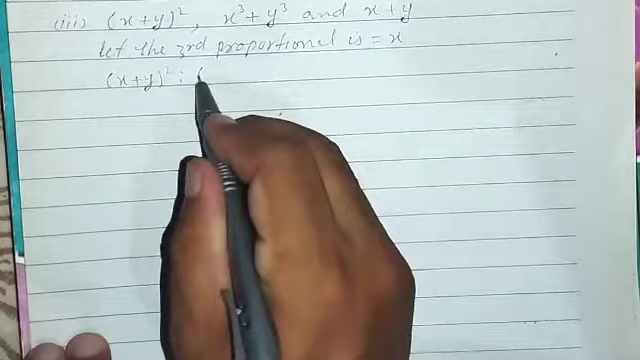 (iii) (x+y)², x³+y³ and x+y
let the 3rd proportional is = x
(x+y)² : (